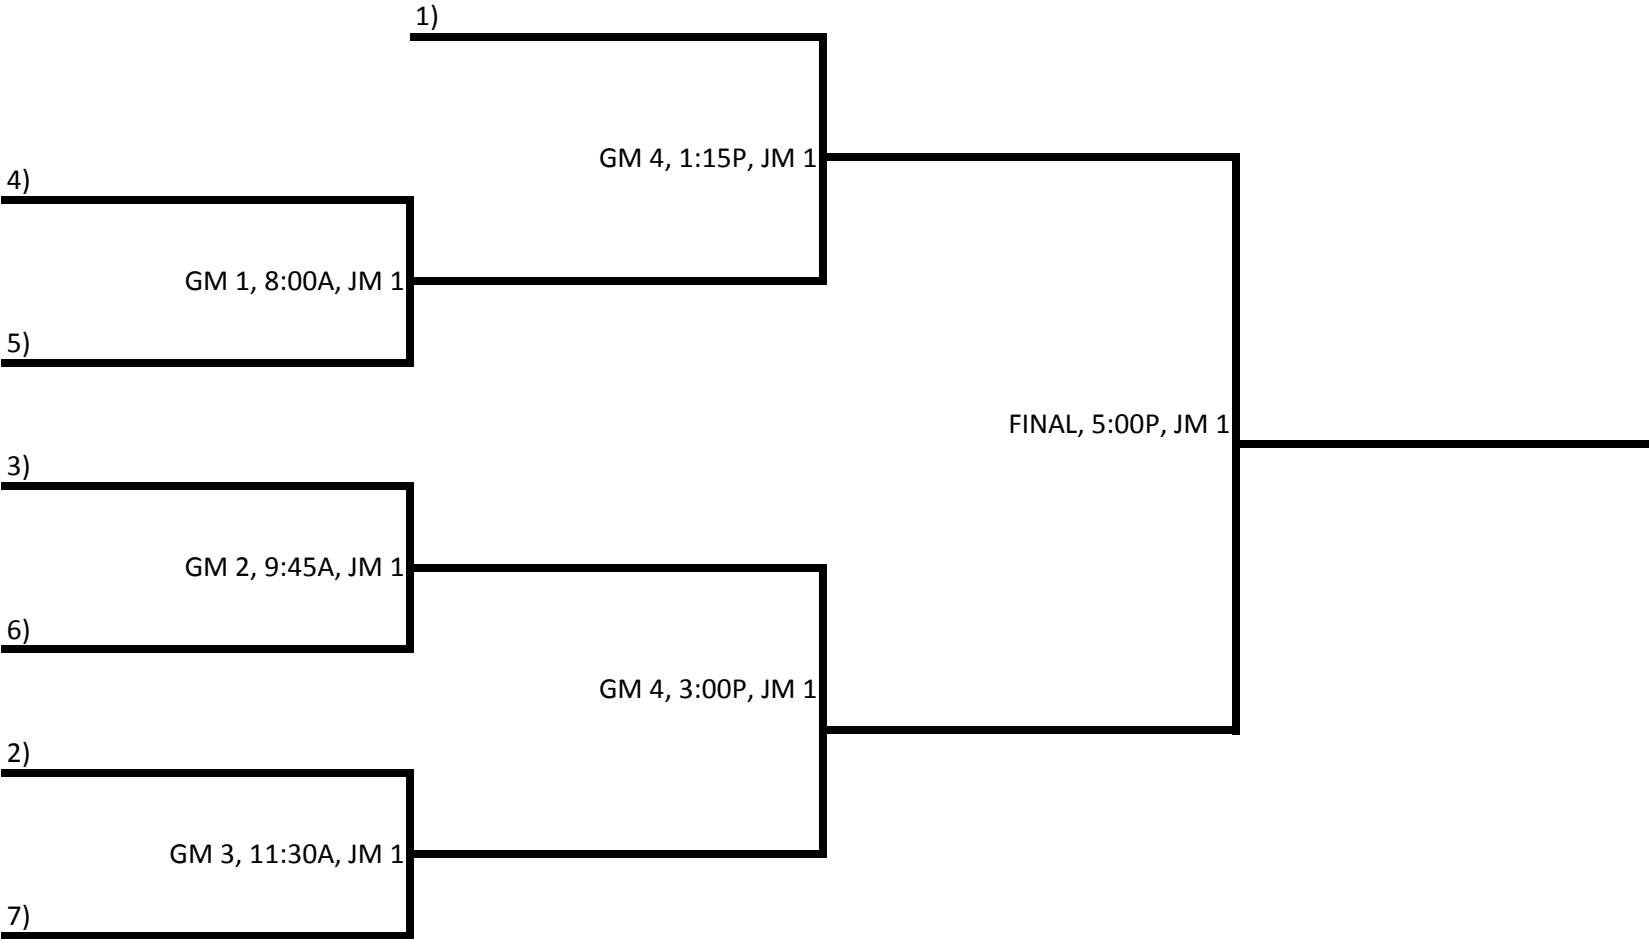 1)
GM 4, 1:15P, JM 1
4)
GM 1, 8:00A, JM 1
5)
FINAL, 5:00P, JM 1
3)
GM 2, 9:45A, JM 1
6)
GM 4, 3:00P, JM 1
2)
GM 3, 11:30A, JM 1
7)